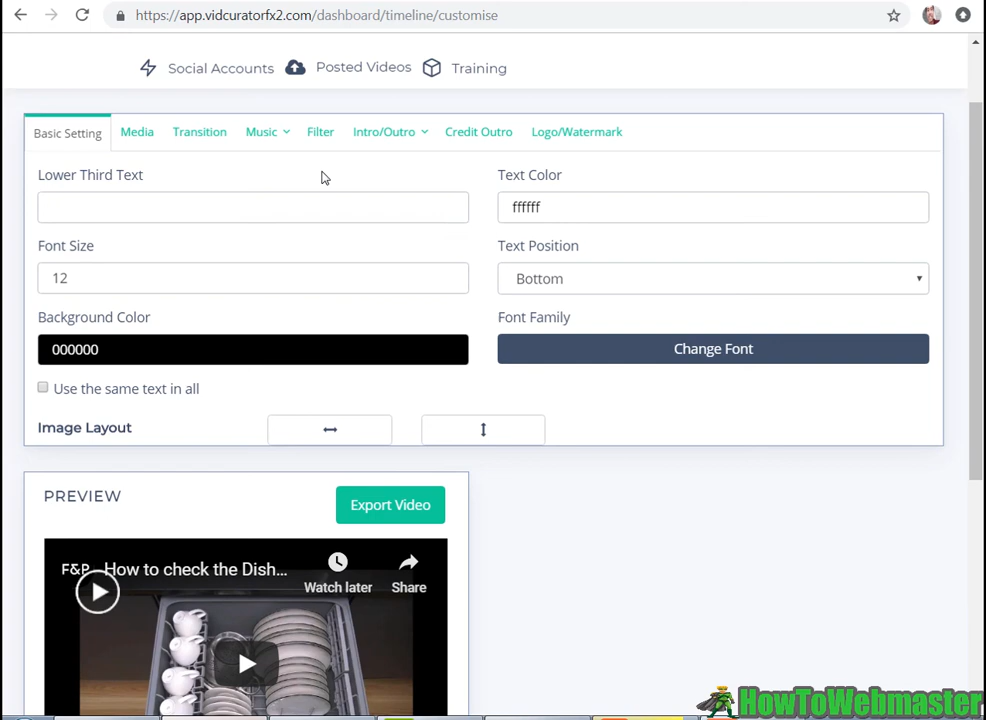 https://app.vidcuratorfx2.com/dashboard/timeline/customise
Social Accounts Posted Videos Training
Basic Setting Media Transition Music Filter Intro/Outro Credit Outro Logo/Watermark
Lower Third Text Text Color
ffffff
Font Size Text Position
12 Bottom
Background Color Font Family
000000 Change Font
Use the same text in all
Image Layout
PREVIEW Export Video
F&P - How to check the Dish...
Watch later Share
HowToWebmaster